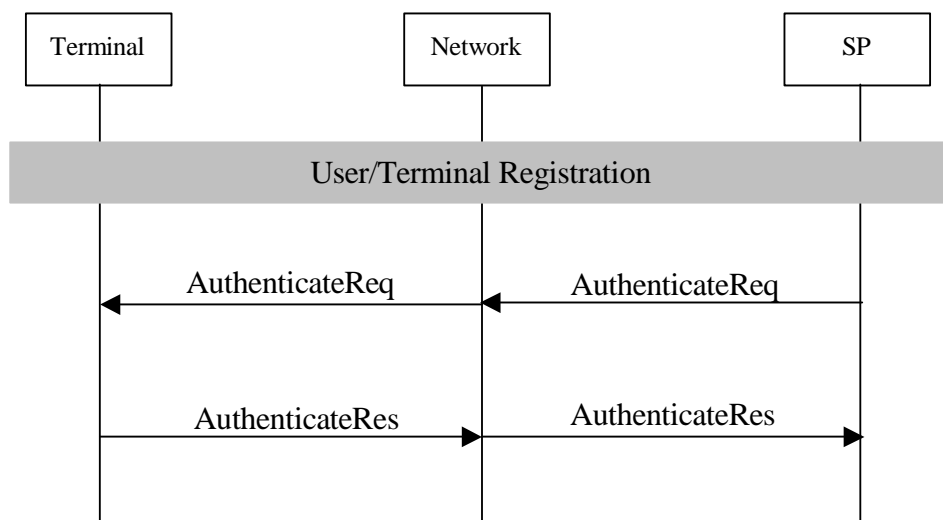 Terminal
Network
SP
User/Terminal Registration
AuthenticateReq
AuthenticateReq
AuthenticateRes
AuthenticateRes